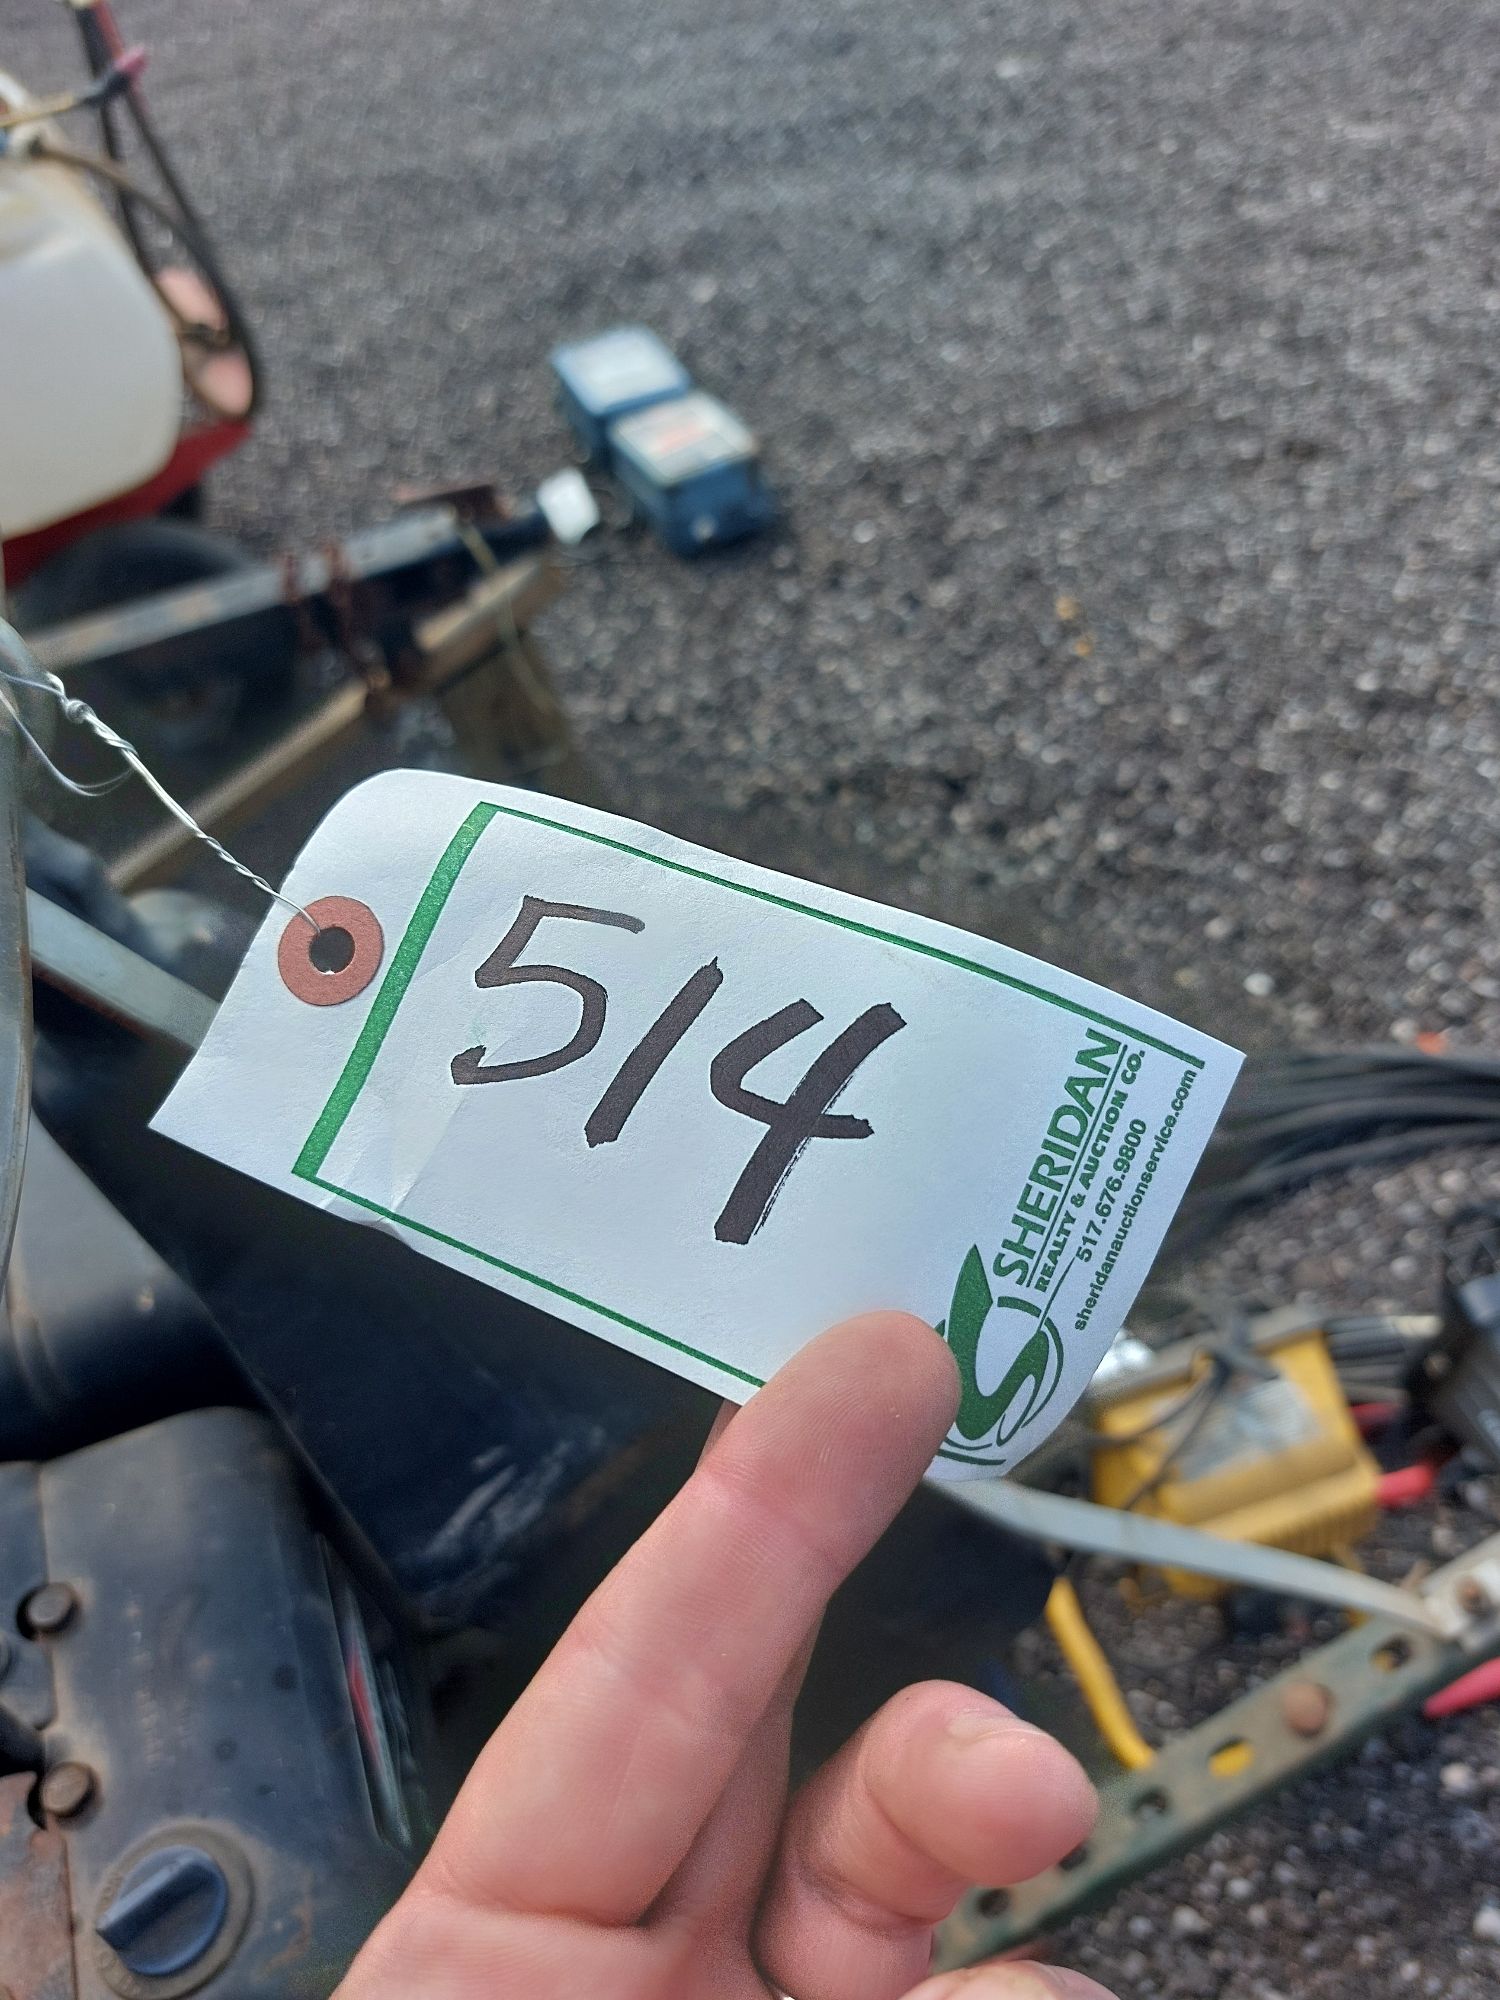 514
SHERIDAN
REALTY & AUCTION CO.
517.676.9800
sheridanauctionservice.com